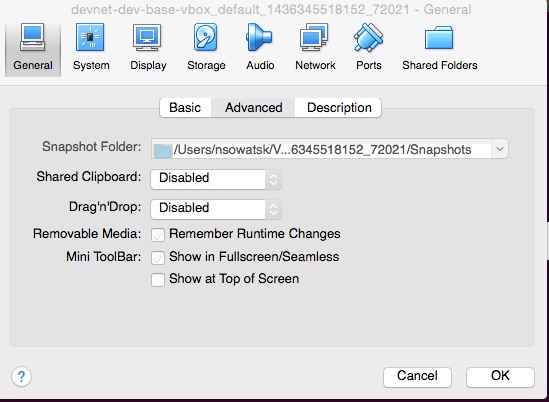 devnet-dev-base-vbox_default_1436345518152_72021 - General
General System Display Storage Audio Network Ports Shared Folders
Basic Advanced Description
Snapshot Folder: /Users/nsowatsk/V...6345518152_72021/Snapshots
Shared Clipboard: Disabled
Drag'n'Drop: Disabled
Removable Media: Remember Runtime Changes
Mini ToolBar: Show in Fullscreen/Seamless
Show at Top of Screen
? Cancel OK